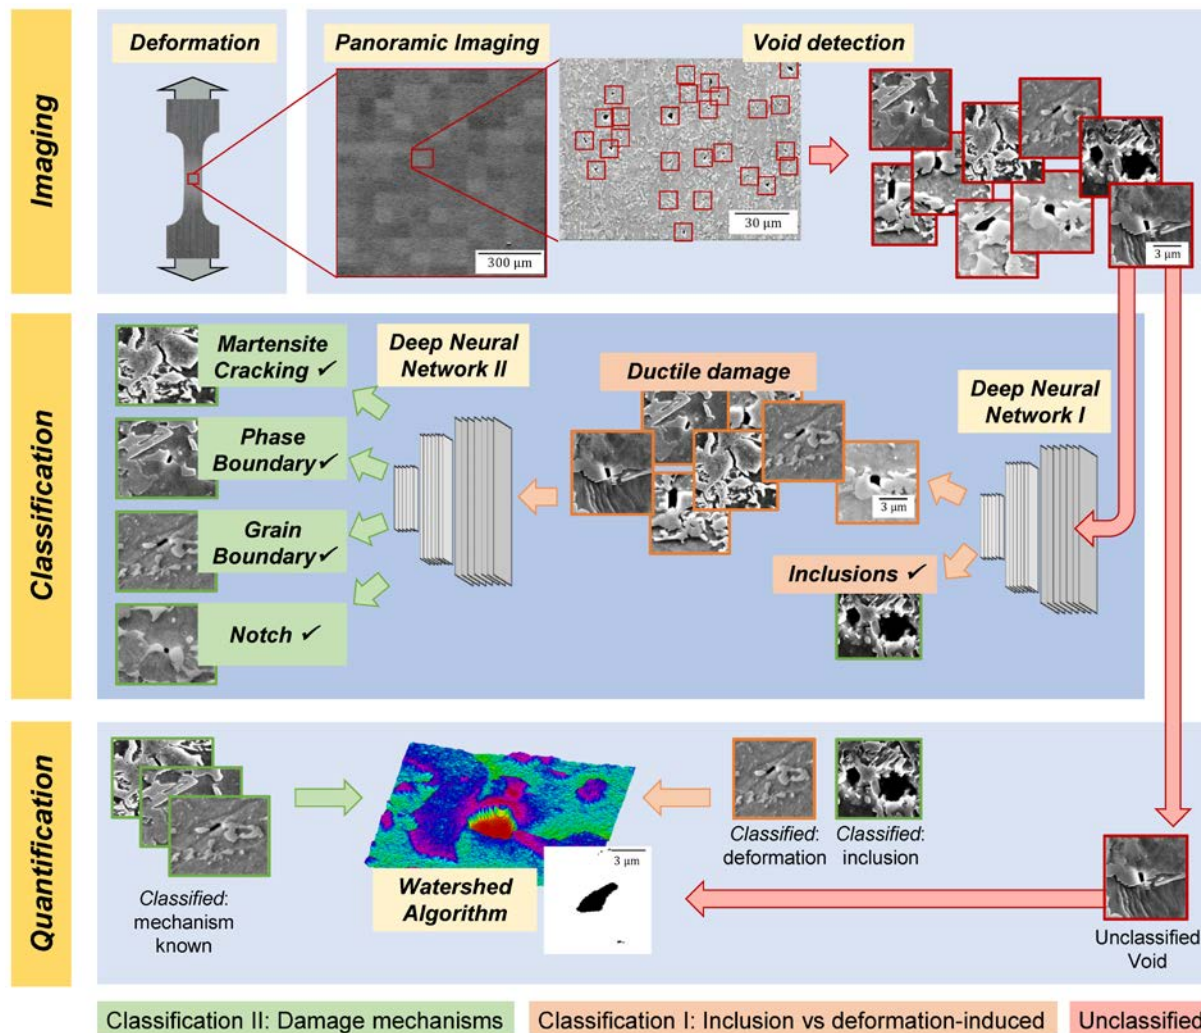 Imaging
Deformation
Panoramic Imaging
Void detection
300 μm
30 μm
3 μm
Classification
Martensite
Cracking ✓
Phase
Boundary ✓
Grain
Boundary ✓
Notch ✓
Deep Neural
Network II
Ductile damage
3 μm
Deep Neural
Network I
Inclusions ✓
Quantification
Classified:
mechanism
known
Watershed
Algorithm
3 μm
Classified:
deformation
Classified:
inclusion
Unclassified
Void
Classification II: Damage mechanisms
Classification I: Inclusion vs deformation-induced
Unclassified